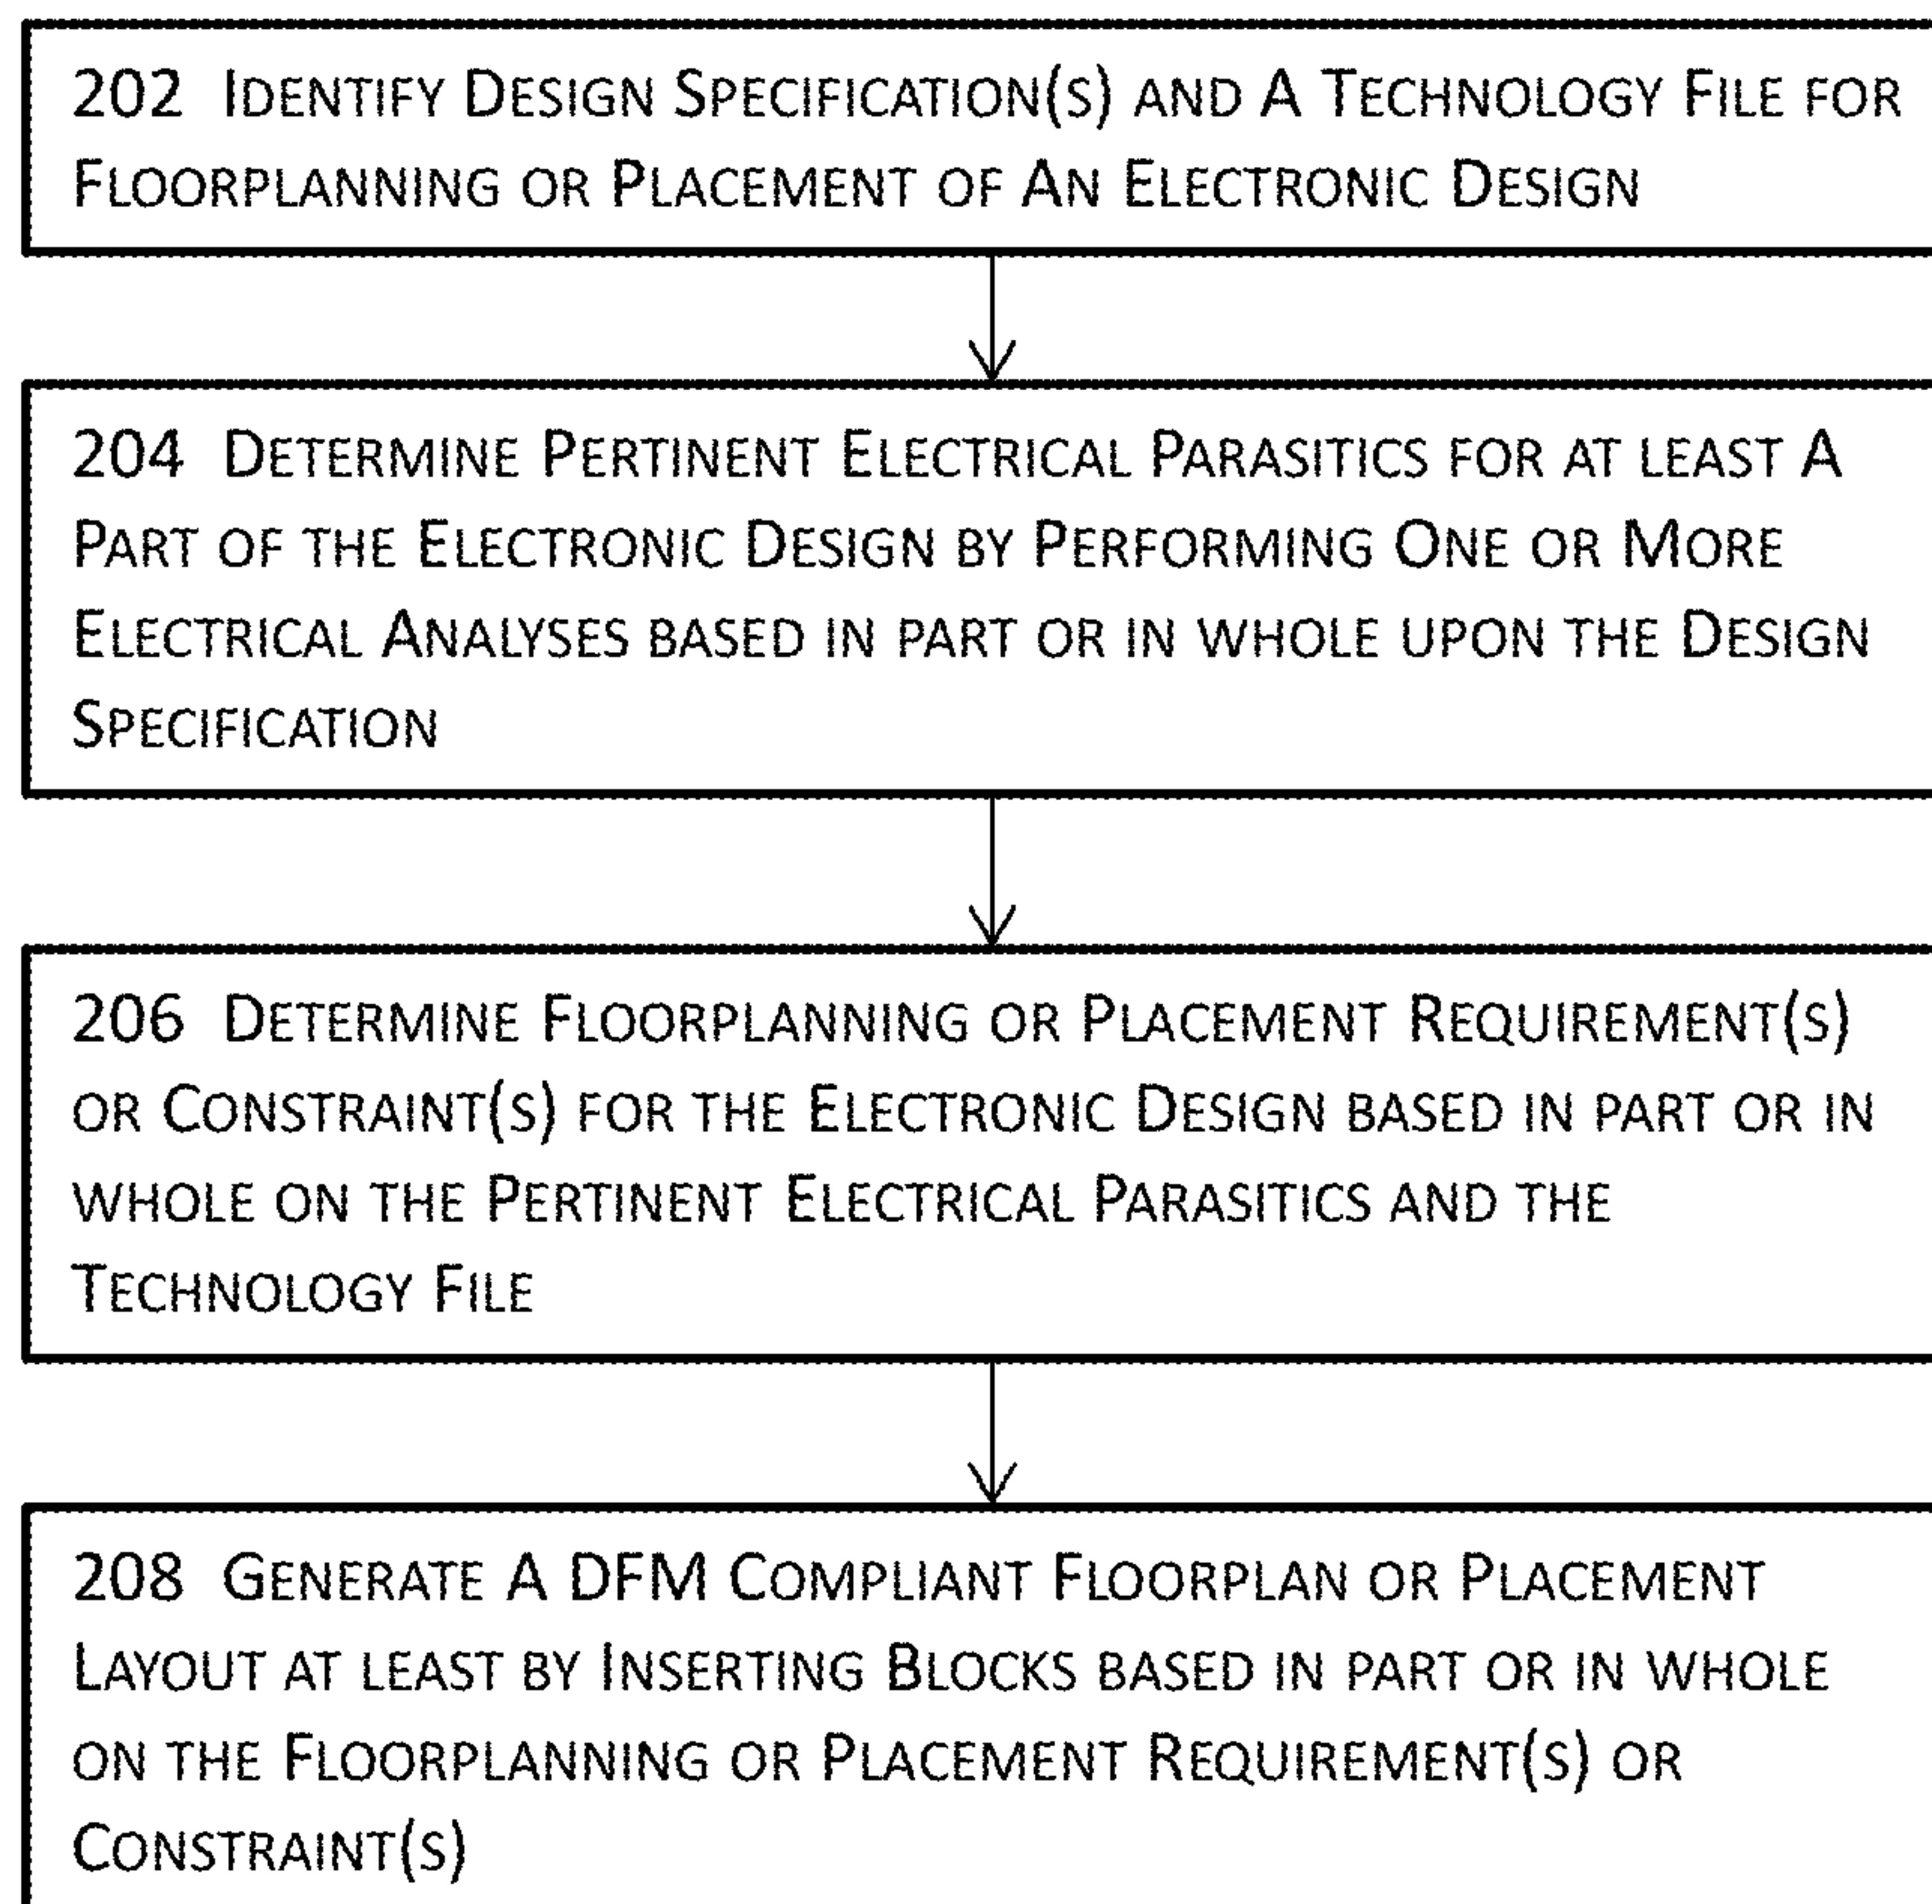 202 Identify Design Specification(s) and A Technology File for
Floorplanning or Placement of An Electronic Design
204 Determine Pertinent Electrical Parasitics for at least A
Part of the Electronic Design by Performing One or More
Electrical Analyses based in part or in whole upon the Design
Specification
206 Determine Floorplanning or Placement Requirement(s)
or Constraint(s) for the Electronic Design based in part or in
whole on the Pertinent Electrical Parasitics and the
Technology File
208 Generate A DFM Compliant Floorplan or Placement
Layout at least by Inserting Blocks based in part or in whole
on the Floorplanning or Placement Requirement(s) or
Constraint(s)